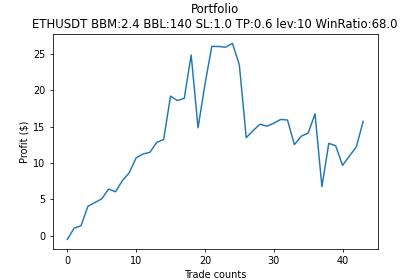 Portfolio
ETHUSDT BBM:2.4 BBL:140 SL:1.0 TP:0.6 lev:10 WinRatio:68.0
Profit ($)
25
20
15
10
5
0
0 10 20 30 40
Trade counts